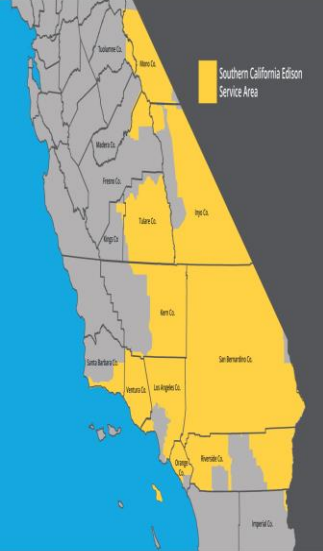 Southern California Edison
Service Area
Tuolumne Co.
Mono Co.
Madera Co.
Fresno Co.
Inyo Co.
Tulare Co.
Kings Co.
Kern Co.
San Bernardino Co.
Santa Barbara Co.
Ventura Co.
Los Angeles Co.
Orange
Co.
Riverside Co.
Imperial Co.